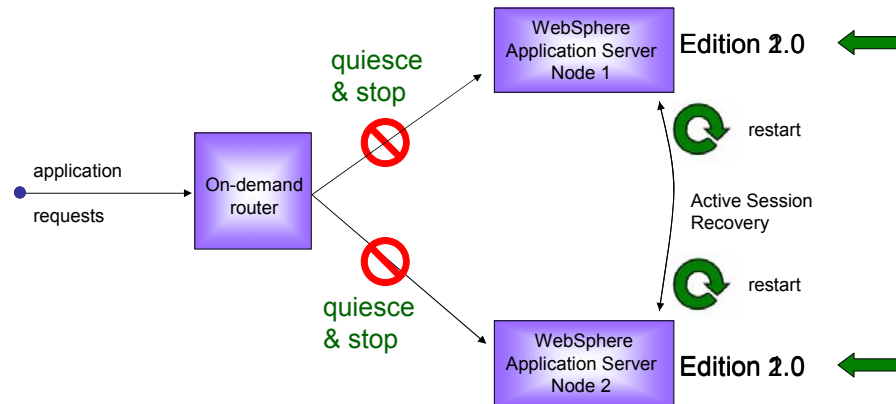 WebSphere
Application Server
Node 1
Edition
quiesce
& stop
restart
application
requests
On-demand
router
Active Session
Recovery
restart
quiesce
& stop
WebSphere
Application Server
Node 2
Edition